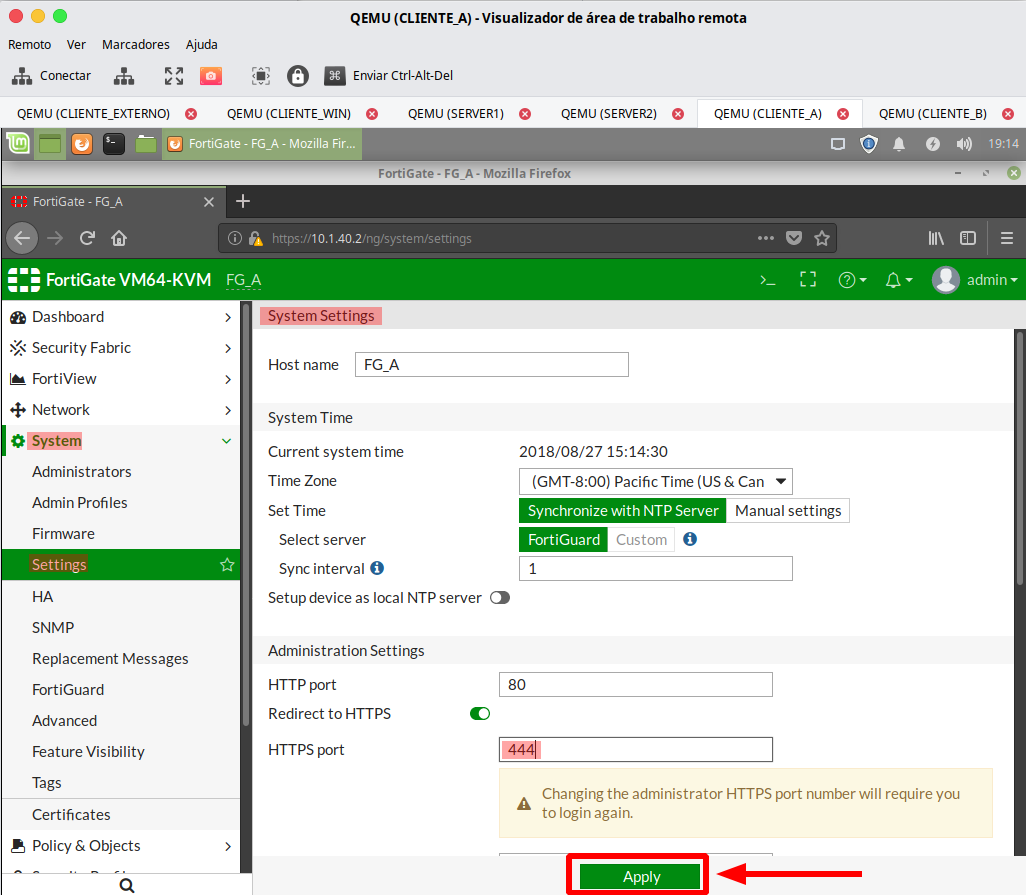 QEMU (CLIENTE_A) - Visualizador de área de trabalho remota
Remoto Ver Marcadores Ajuda
Conectar Enviar Ctrl-Alt-Del
QEMU (CLIENTE_EXTERNO) QEMU (CLIENTE_WIN) QEMU (SERVER1) QEMU (SERVER2) QEMU (CLIENTE_A) QEMU (CLIENTE_B)
FortiGate - FG_A - Mozilla Fir... 19:14
FortiGate - FG_A - Mozilla Firefox
FortiGate - FG_A
https://10.1.40.2/ng/system/settings
FortiGate VM64-KVM FG_A admin
Dashboard
Security Fabric
FortiView
Network
System
Administrators
Admin Profiles
Firmware
Settings
HA
SNMP
Replacement Messages
FortiGuard
Advanced
Feature Visibility
Tags
Certificates
Policy & Objects
System Settings
Host name FG_A
System Time
Current system time 2018/08/27 15:14:30
Time Zone (GMT-8:00) Pacific Time (US & Can
Set Time Synchronize with NTP Server Manual settings
Select server FortiGuard Custom
Sync interval 1
Setup device as local NTP server
Administration Settings
HTTP port 80
Redirect to HTTPS
HTTPS port 444
Changing the administrator HTTPS port number will require you
to login again.
Apply